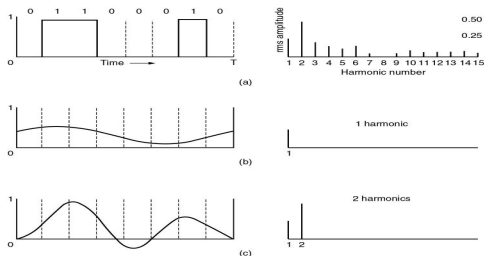 0 1 1 0 0 0 1 0
1
0
Time
T
rms amplitude
0.50
0.25
1 2 3 4 5 6 7 8 9 10 11 12 13 14 15
Harmonic number
(a)
1
0
1 harmonic
1
(b)
1
0
2 harmonics
1 2
(c)